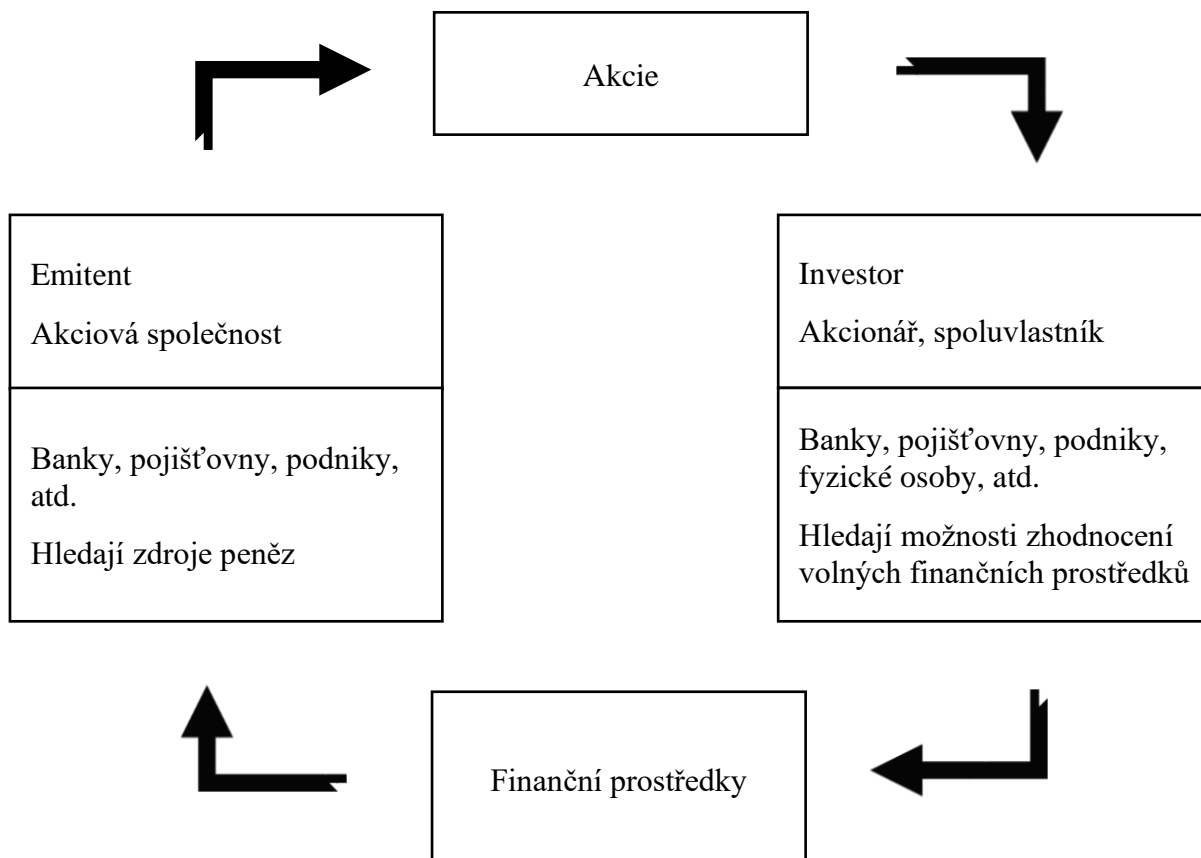 Akcie
Emitent
Akciová společnost
Banky, pojišťovny, podniky,
atd.
Hledají zdroje peněz
Investor
Akcionář, spoluvlastník
Banky, pojišťovny, podniky,
fyzické osoby, atd.
Hledají možnosti zhodnocení
volných finančních prostředků
Finanční prostředky